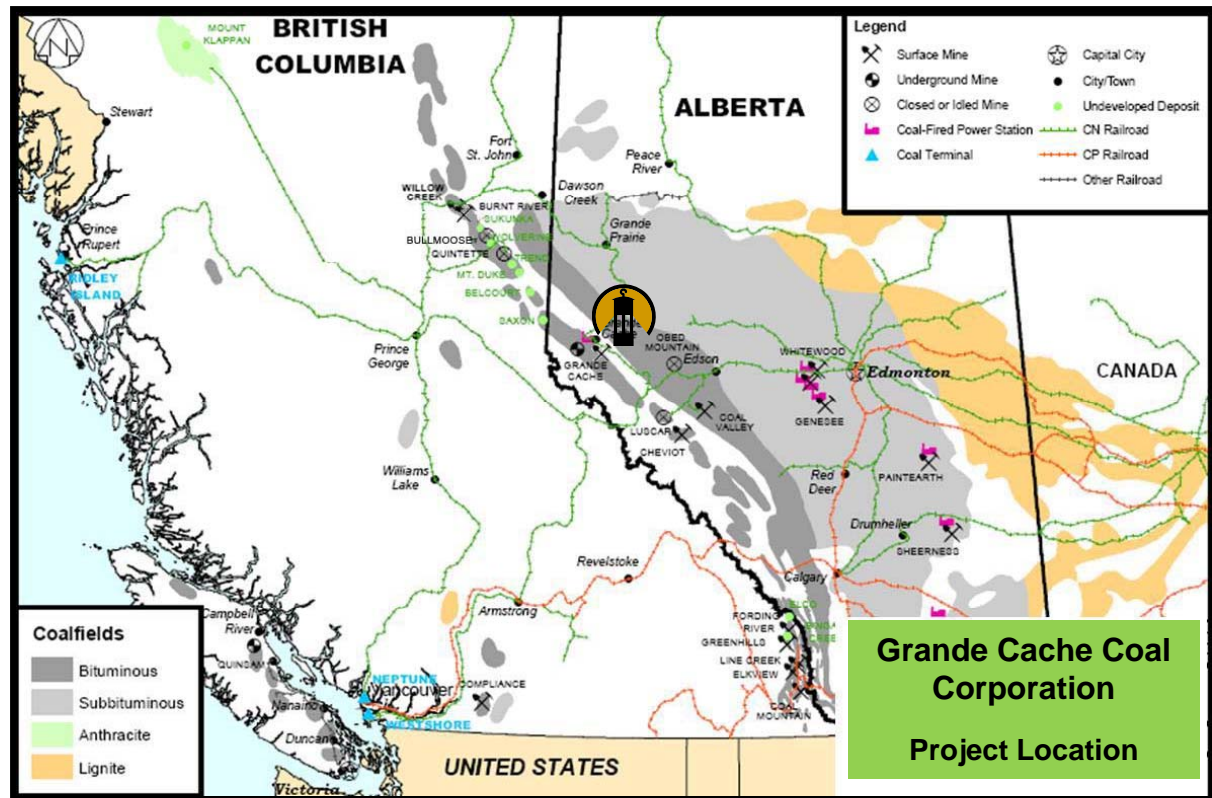 BRITISH
COLUMBIA
MOUNT
KLAPPAN
Stewart
ALBERTA
Legend
Surface Mine
Underground Mine
Closed or Idled Mine
Coal-Fired Power Station
Coal Terminal
Capital City
City/Town
Undeveloped Deposit
CN Railroad
CP Railroad
Other Railroad
Fort
St. John
Peace
River
WILLOW
CREEK
BURNT RIVER
Dawson
Creek
SUKUNKA
BULLMOOSE
WOLVERINE
QUINTETTE
TREND
Grande
Prairie
MT. DUKE
BELCOURT
SAXON
Prince
Rupert
RIDLEY
ISLAND
Prince
George
GRANDE
CACHE
OBED
MOUNTAIN
Edson
WHITEWOOD
Edmonton
CANADA
GENESEE
COAL
VALLEY
LUSCAR
CHEVIOT
Williams
Lake
Red
Deer
PAINTEARTH
Drumheller
SHEERNESS
Revelstoke
Calgary
Armstrong
FORDING
RIVER
ELCO
GREENHILLS
LINE CREEK
ELKVIEW
COAL
MOUNTAIN
Coalfields
Bituminous
Subbituminous
Anthracite
Lignite
Campbell
River
QUINSAM
Nanaimo
Duncan
Victoria
NEPTUNE
Vancouver
WESTSHORE
COMPLIANCE
UNITED STATES
Grande Cache Coal
Corporation
Project Location